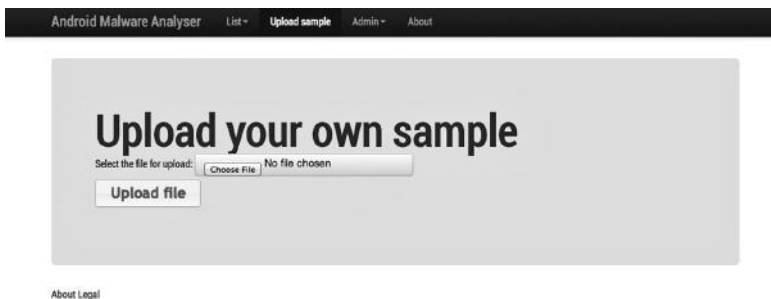 Android Malware Analyser List Upload sample Admin About
Upload your own sample
Select the file for upload: Choose File No file chosen
Upload file
About Legal